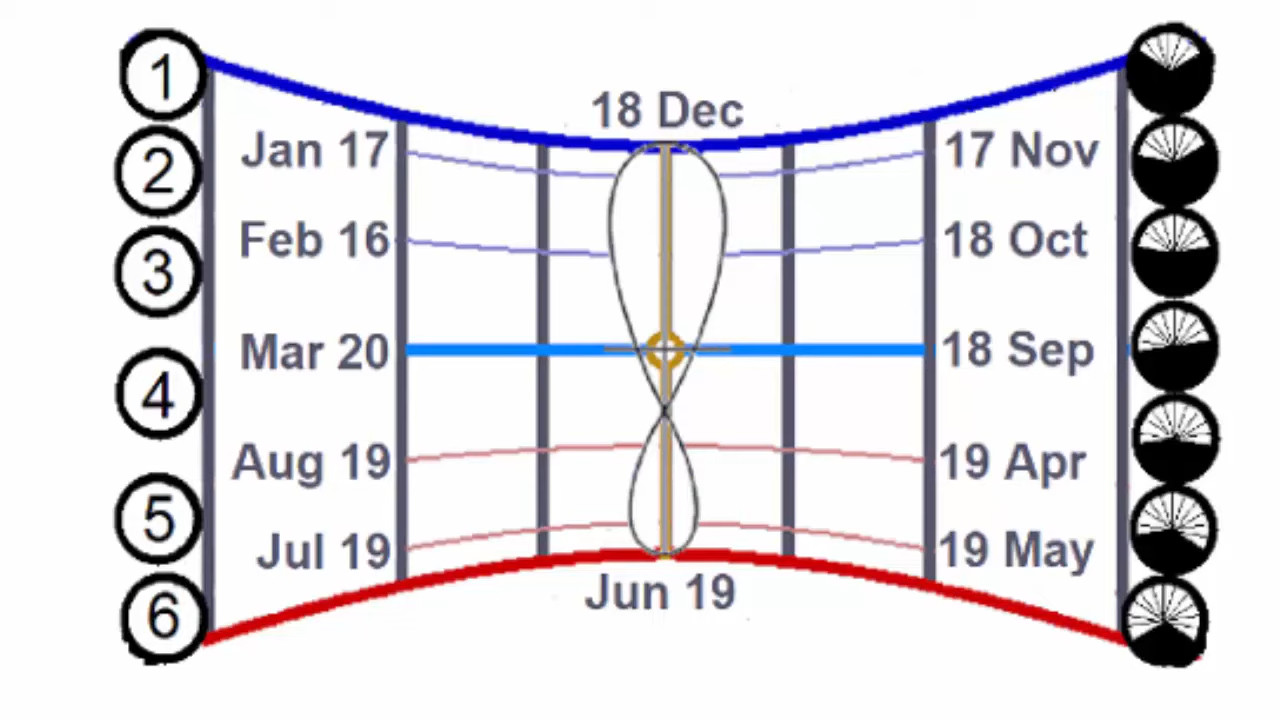 1
18 Dec
2
Jan 17
17 Nov
Feb 16
18 Oct
3
Mar 20
18 Sep
4
Aug 19
19 Apr
5
Jul 19
19 May
Jun 19
6